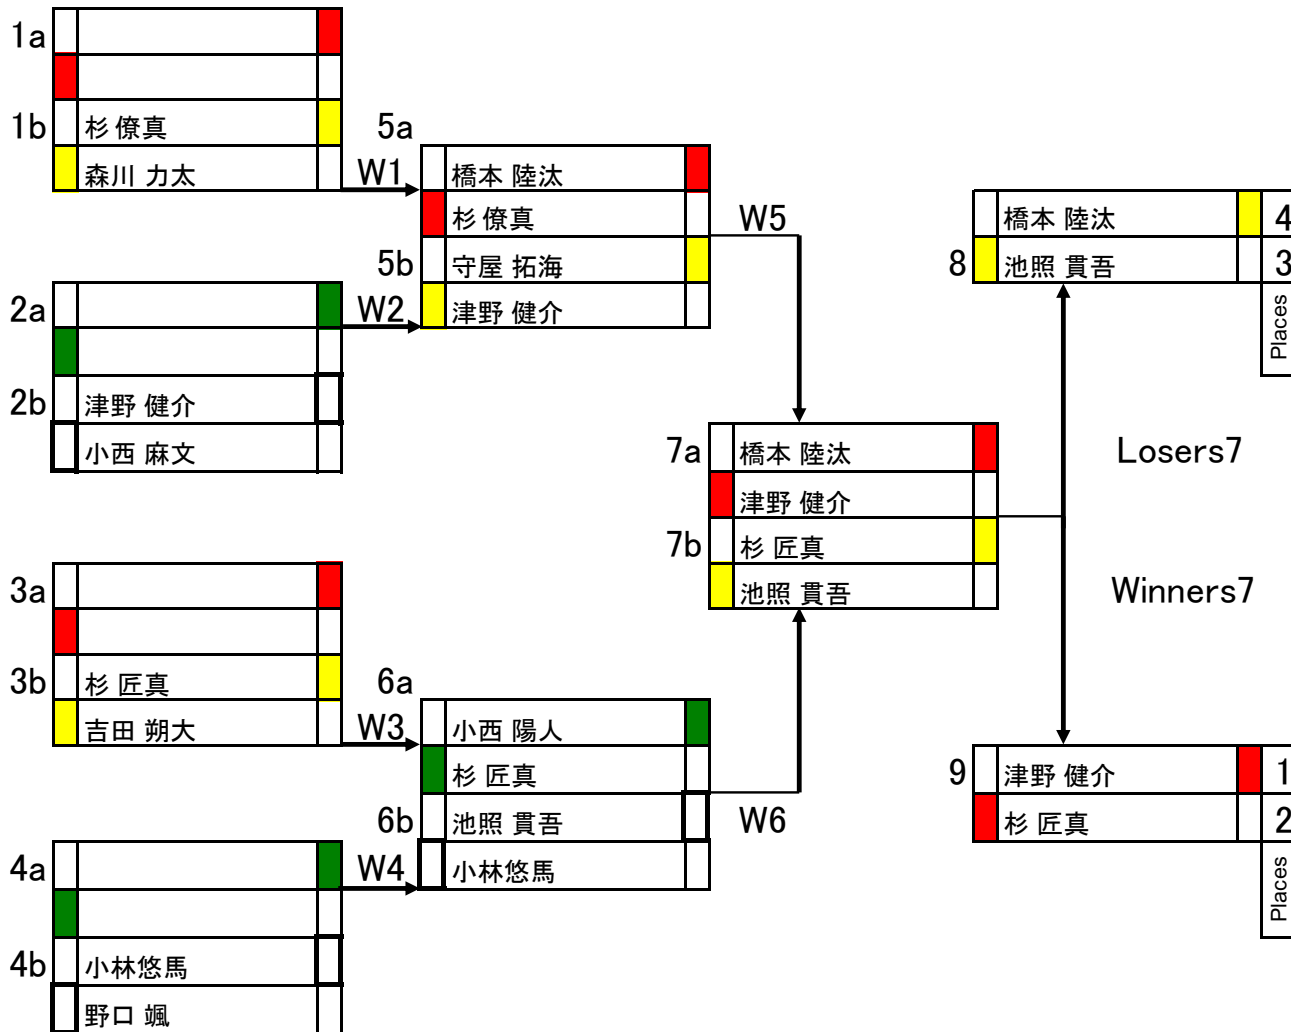 1a
1b
杉 僚真
森川 力太
W1
2a
W2
2b
津野 健介
小西 麻文
3a
3b
杉 匠真
吉田 朔大
W3
4a
W4
4b
小林悠馬
野口 颯
5a
橋本 陸汰
杉 僚真
5b
守屋 拓海
津野 健介
W5
6a
小西 陽人
杉 匠真
6b
池照 貫吾
小林悠馬
W6
7a
橋本 陸汰
津野 健介
7b
杉 匠真
池照 貫吾
Losers7
Winners7
橋本 陸汰 4
8 池照 貫吾 3
Places
9 津野 健介 1
杉 匠真 2
Places